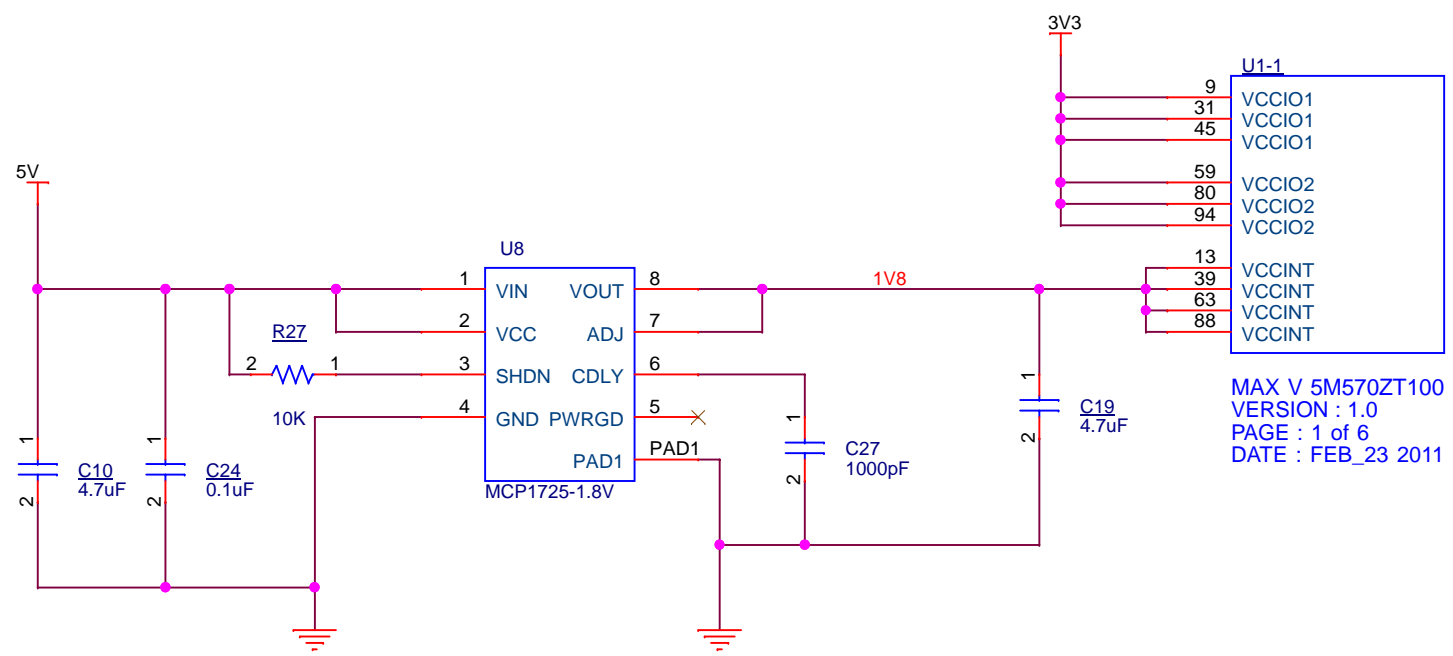 3V3
U1-1
9 VCCIO1
31 VCCIO1
45 VCCIO1
59 VCCIO2
80 VCCIO2
94 VCCIO2
13 VCCINT
39 VCCINT
63 VCCINT
88 VCCINT
MAX V 5M570ZT100
VERSION : 1.0
PAGE : 1 of 6
DATE : FEB_23 2011
5V
U8
1 VIN VOUT 8
2 VCC ADJ 7
3 SHDN CDLY 6
4 GND PWRGD 5
PAD1 PAD1
MCP1725-1.8V
1V8
R27
2 1
10K
1
C10
4.7uF
2
1
C24
0.1uF
2
1
C27
1000pF
2
1
C19
4.7uF
2